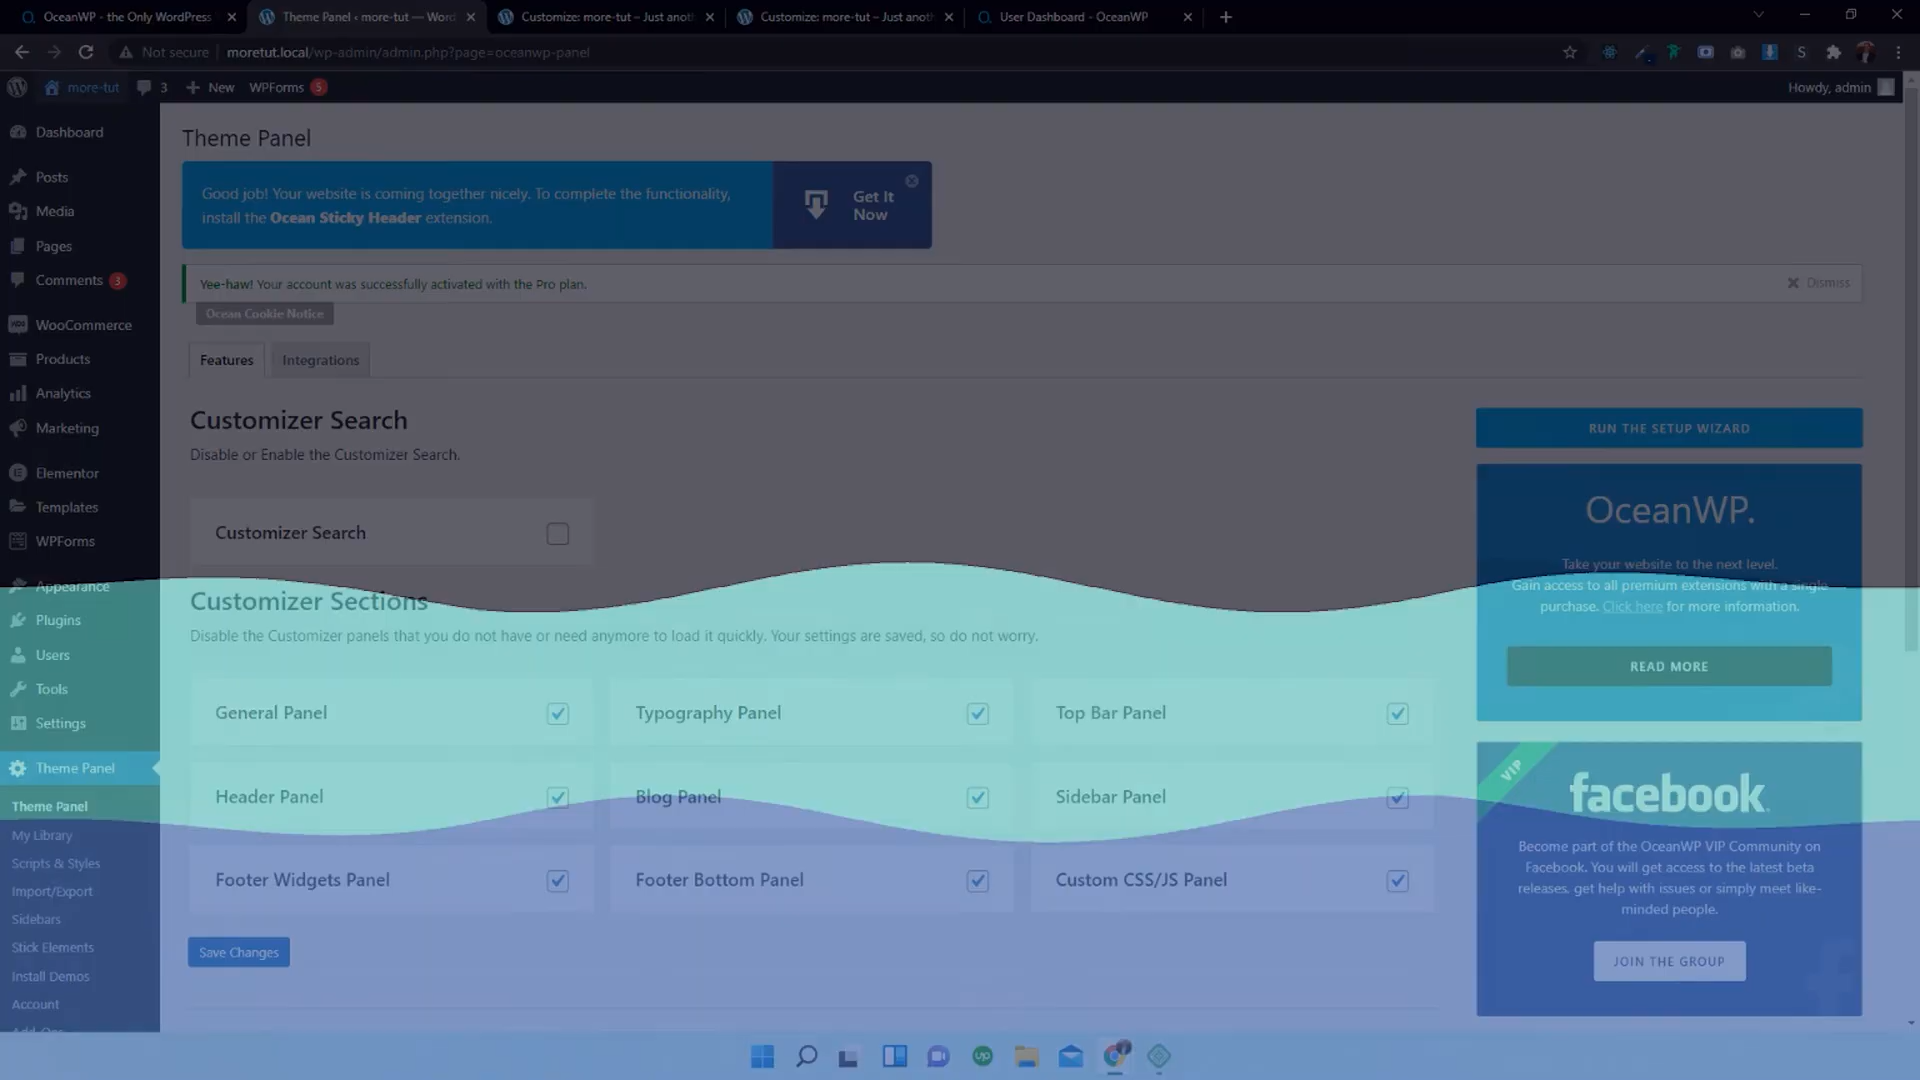 OceanWP - the Only WordPress
Theme Panel ‹ more-tut — Word
Customize: more-tut – Just anot
Customize: more-tut – Just anot
User Dashboard - OceanWP
Not secure
moretut.local/wp-admin/admin.php?page=oceanwp-panel
more-tut
3
New
WPForms
5
Howdy, admin
Dashboard
Posts
Media
Pages
Comments
3
WooCommerce
Products
Analytics
Marketing
Elementor
Templates
WPForms
Appearance
Plugins
Users
Tools
Settings
Theme Panel
Theme Panel
My Library
Scripts & Styles
Import/Export
Sidebars
Stick Elements
Install Demos
Account
Theme Panel
Good job! Your website is coming together nicely. To complete the functionality,
install the Ocean Sticky Header extension.
Get It
Now
Yee-haw! Your account was successfully activated with the Pro plan.
Dismiss
Ocean Cookie Notice
Features
Integrations
Customizer Search
Disable or Enable the Customizer Search.
Customizer Search
Customizer Sections
Disable the Customizer panels that you do not have or need anymore to load it quickly. Your settings are saved, so do not worry.
General Panel
Typography Panel
Top Bar Panel
Header Panel
Blog Panel
Sidebar Panel
Footer Widgets Panel
Footer Bottom Panel
Custom CSS/JS Panel
Save Changes
RUN THE SETUP WIZARD
OceanWP.
Take your website to the next level.
Gain access to all premium extensions with a single
purchase. Click here for more information.
READ MORE
VIP
facebook
Become part of the OceanWP VIP Community on
Facebook. You will get access to the latest beta
releases, get help with issues or simply meet like-
minded people.
JOIN THE GROUP